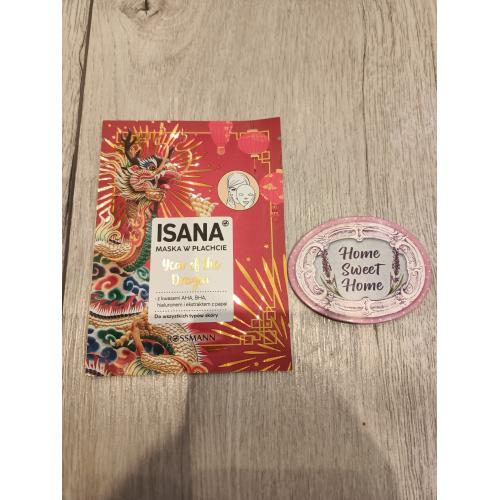 ISANA®
MASKA W PŁACHCIE
Year of the
Dragon
z kwasami AHA, BHA,
hialuronem i ekstraktem z papai
Do wszystkich typów skóry
ROSSMANN
Home
Sweet
Home